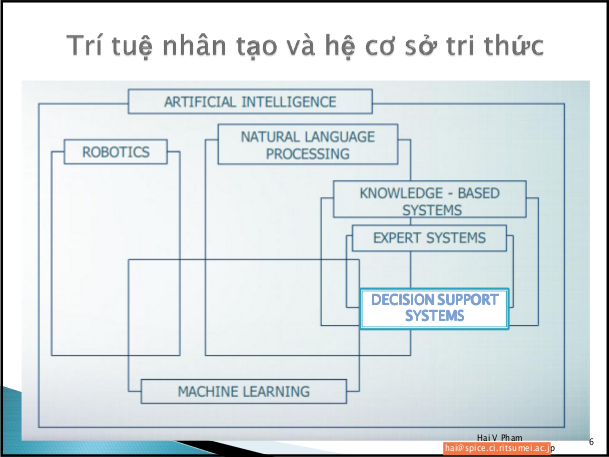 Trí tuệ nhân tạo và hệ cơ sở tri thức
ARTIFICIAL INTELLIGENCE
ROBOTICS
NATURAL LANGUAGE
PROCESSING
KNOWLEDGE - BASED
SYSTEMS
EXPERT SYSTEMS
DECISION SUPPORT
SYSTEMS
MACHINE LEARNING
Hai V Pham
hai@spice.ci.ritsumei.ac.jp
6